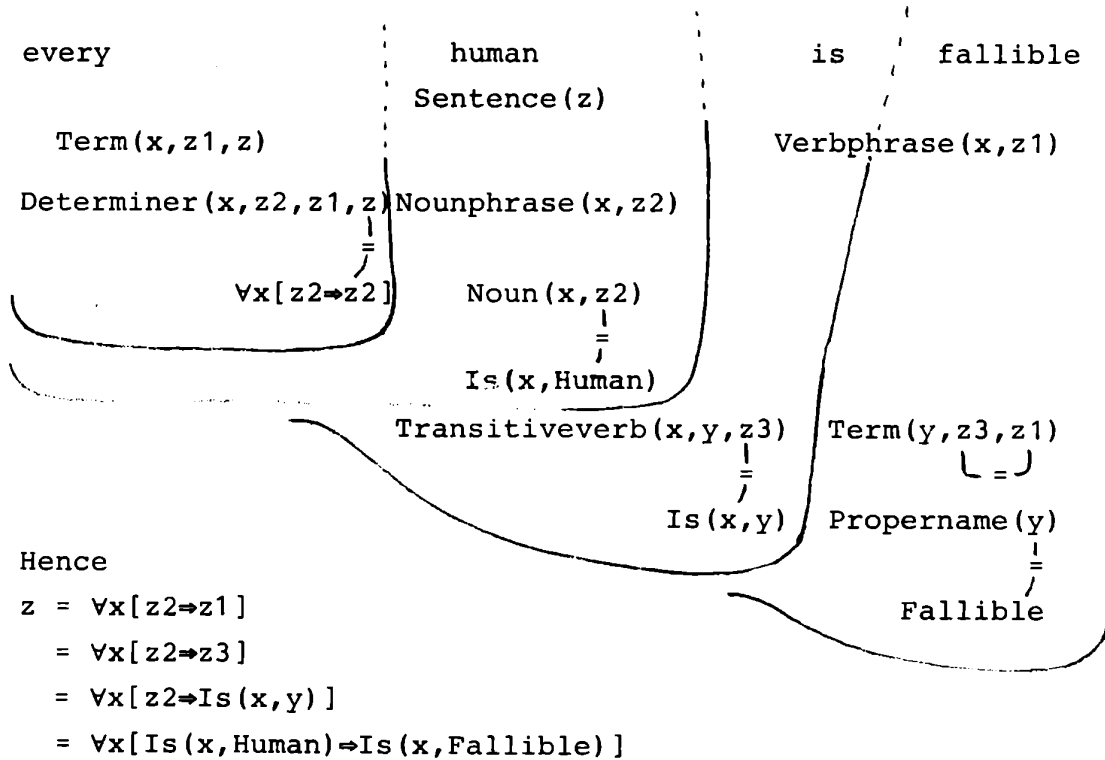 every human is fallible
Sentence(z)
Term(x,z1,z) Verbphrase(x,z1)
Determiner(x,z2,z1,z) Nounphrase(x,z2)
=
∀x[z2⇒z2] Noun(x,z2)
=
Is(x,Human)
Transitiveverb(x,y,z3) Term(y,z3,z1)
= =
Is(x,y) Propername(y)
=
Fallible
Hence
z = ∀x[z2⇒z1]
= ∀x[z2⇒z3]
= ∀x[z2⇒Is(x,y)]
= ∀x[Is(x,Human)⇒Is(x,Fallible)]